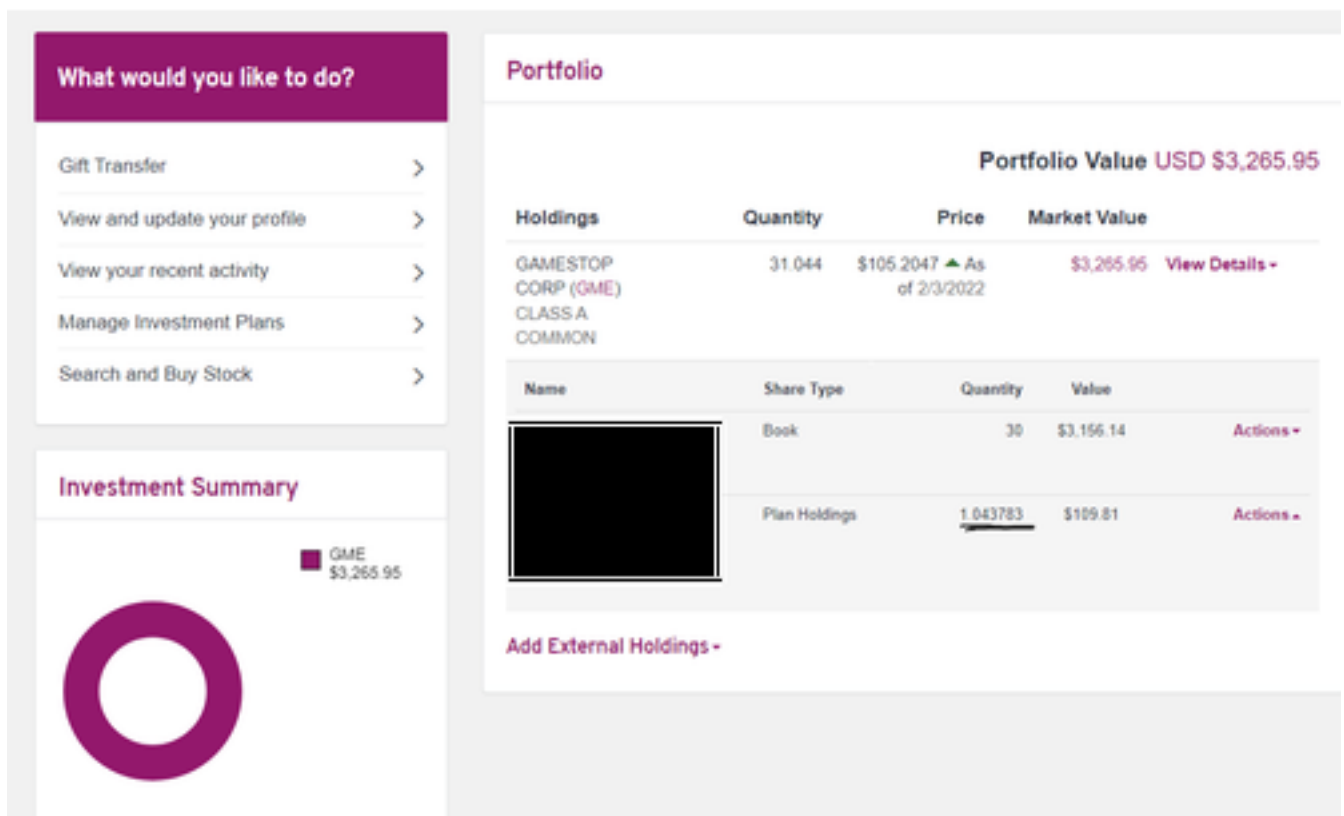 What would you like to do?
Gift Transfer
View and update your profile
View your recent activity
Manage Investment Plans
Search and Buy Stock
Investment Summary
GME
$3,265.95
Portfolio
Portfolio Value USD $3,265.95
Holdings Quantity Price Market Value
GAMESTOP 31.044 $105.2047 ▲ As $3,265.95 View Details
CORP (GME) of 2/3/2022
CLASS A
COMMON
Name Share Type Quantity Value
Book 30 $3,156.14 Actions
Plan Holdings 1.043783 $109.81 Actions
Add External Holdings